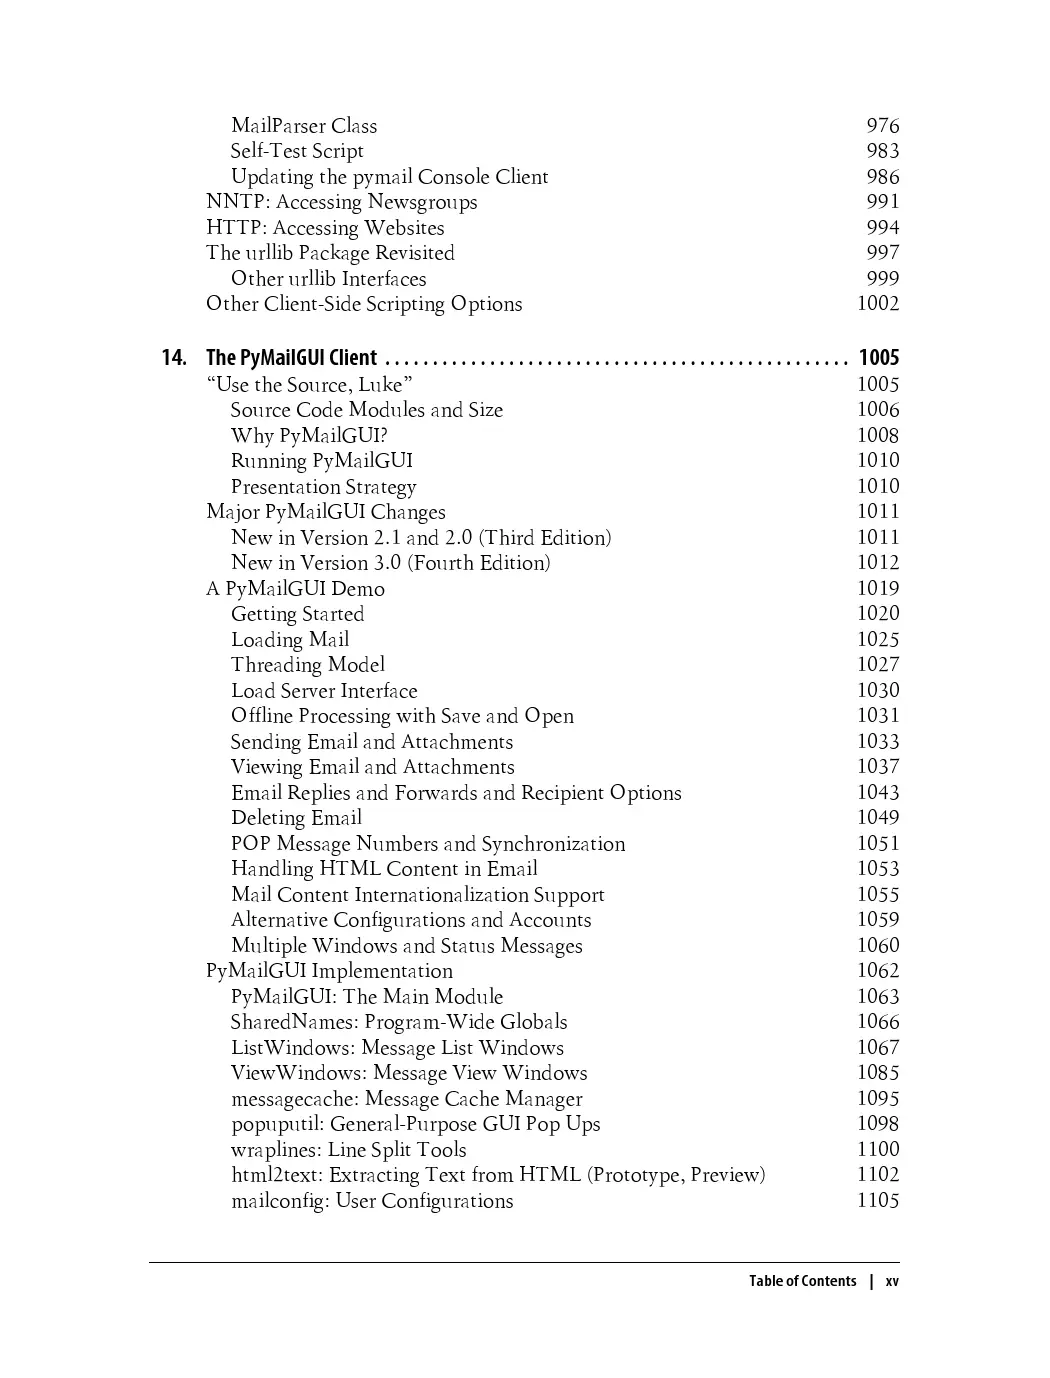 MailParser Class 976
Self-Test Script 983
Updating the pymail Console Client 986
NNTP: Accessing Newsgroups 991
HTTP: Accessing Websites 994
The urllib Package Revisited 997
Other urllib Interfaces 999
Other Client-Side Scripting Options 1002
14. The PyMailGUI Client . . . . . . . . . . . . . . . . . . . . . . . . . . . . . . . . . . . . . . . . . . . . . . . . . 1005
“Use the Source, Luke” 1005
Source Code Modules and Size 1006
Why PyMailGUI? 1008
Running PyMailGUI 1010
Presentation Strategy 1010
Major PyMailGUI Changes 1011
New in Version 2.1 and 2.0 (Third Edition) 1011
New in Version 3.0 (Fourth Edition) 1012
A PyMailGUI Demo 1019
Getting Started 1020
Loading Mail 1025
Threading Model 1027
Load Server Interface 1030
Offline Processing with Save and Open 1031
Sending Email and Attachments 1033
Viewing Email and Attachments 1037
Email Replies and Forwards and Recipient Options 1043
Deleting Email 1049
POP Message Numbers and Synchronization 1051
Handling HTML Content in Email 1053
Mail Content Internationalization Support 1055
Alternative Configurations and Accounts 1059
Multiple Windows and Status Messages 1060
PyMailGUI Implementation 1062
PyMailGUI: The Main Module 1063
SharedNames: Program-Wide Globals 1066
ListWindows: Message List Windows 1067
ViewWindows: Message View Windows 1085
messagecache: Message Cache Manager 1095
popuputil: General-Purpose GUI Pop Ups 1098
wraplines: Line Split Tools 1100
html2text: Extracting Text from HTML (Prototype, Preview) 1102
mailconfig: User Configurations 1105
Table of Contents | xv